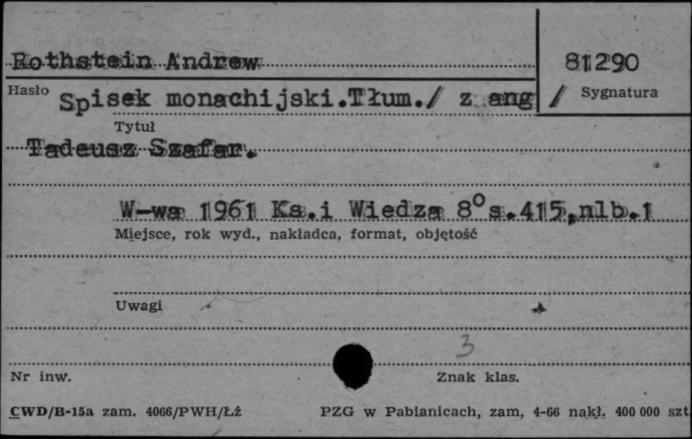 Rothstein Andrew
81290
Hasło
Sygnatura
Spisek monachijski.Tłum./ z ang /
Tytuł
Tadeusz Szafar.
W-wa 1961 Ks.i Wiedza 8° s.415,nlb.1
Miejsce, rok wyd., nakładca, format, objętość
Uwagi
3
Nr inw.
Znak klas.
CWD/B-15a zam. 4066/PWH/Łź
PZG w Pabianicach, zam, 4-66 nakł. 400 000 szt